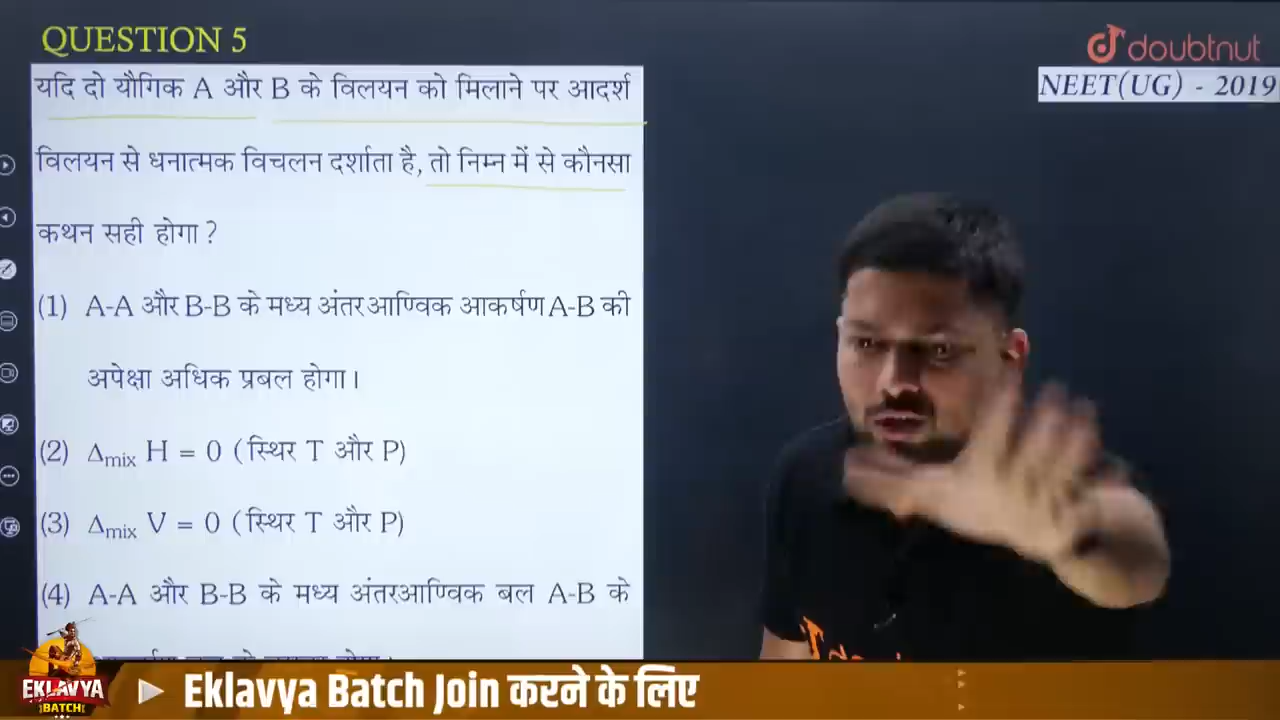 QUESTION 5
doubtnut
NEET(UG) - 2019
यदि दो यौगिक A और B के विलयन को मिलाने पर आदर्श
विलयन से धनात्मक विचलन दर्शाता है, तो निम्न में से कौनसा
कथन सही होगा ?
(1) A-A और B-B के मध्य अंतरआण्विक आकर्षण A-B की
अपेक्षा अधिक प्रबल होगा।
(2) Δmix H = 0 (स्थिर T और P)
(3) Δmix V = 0 (स्थिर T और P)
(4) A-A और B-B के मध्य अंतरआण्विक बल A-B के
EKLAVYA
BATCH
Eklavya Batch Join करने के लिए